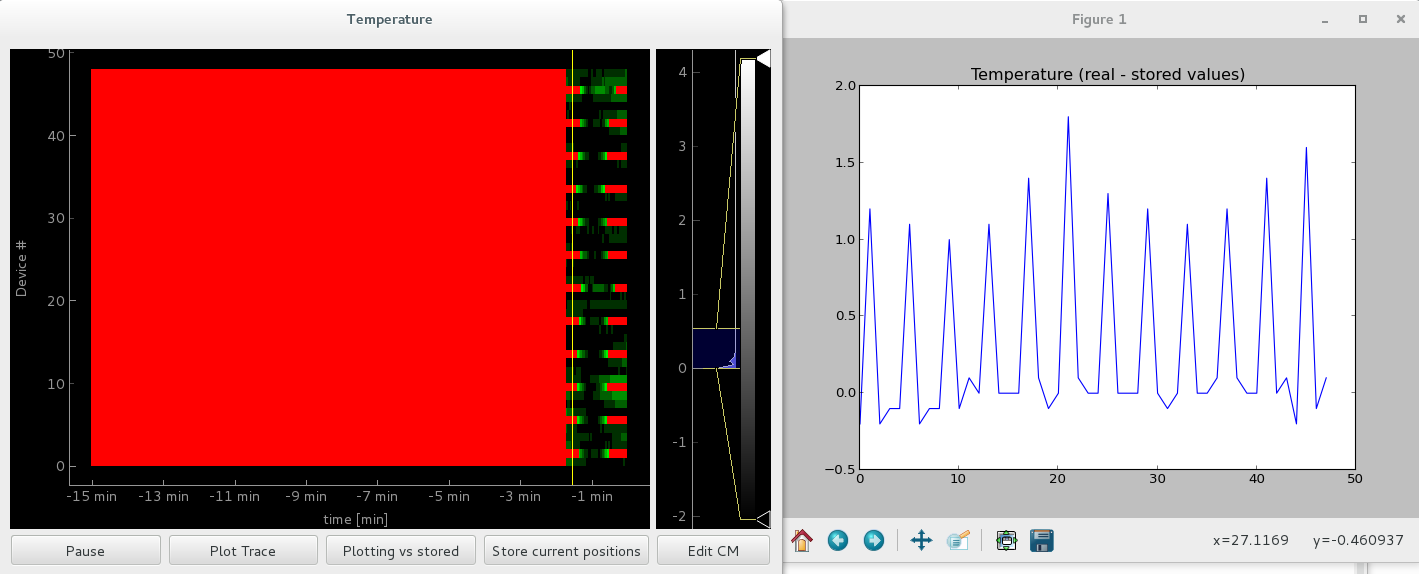 Temperature
Figure 1
50
40
30
20
10
0
Device #
-15 min -13 min -11 min -9 min -7 min -5 min -3 min -1 min
time [min]
4
3
2
1
0
-1
-2
Pause Plot Trace Plotting vs stored Store current positions Edit CM
Temperature (real - stored values)
2.0
1.5
1.0
0.5
0.0
−0.5
0 10 20 30 40 50
x=27.1169 y=-0.460937